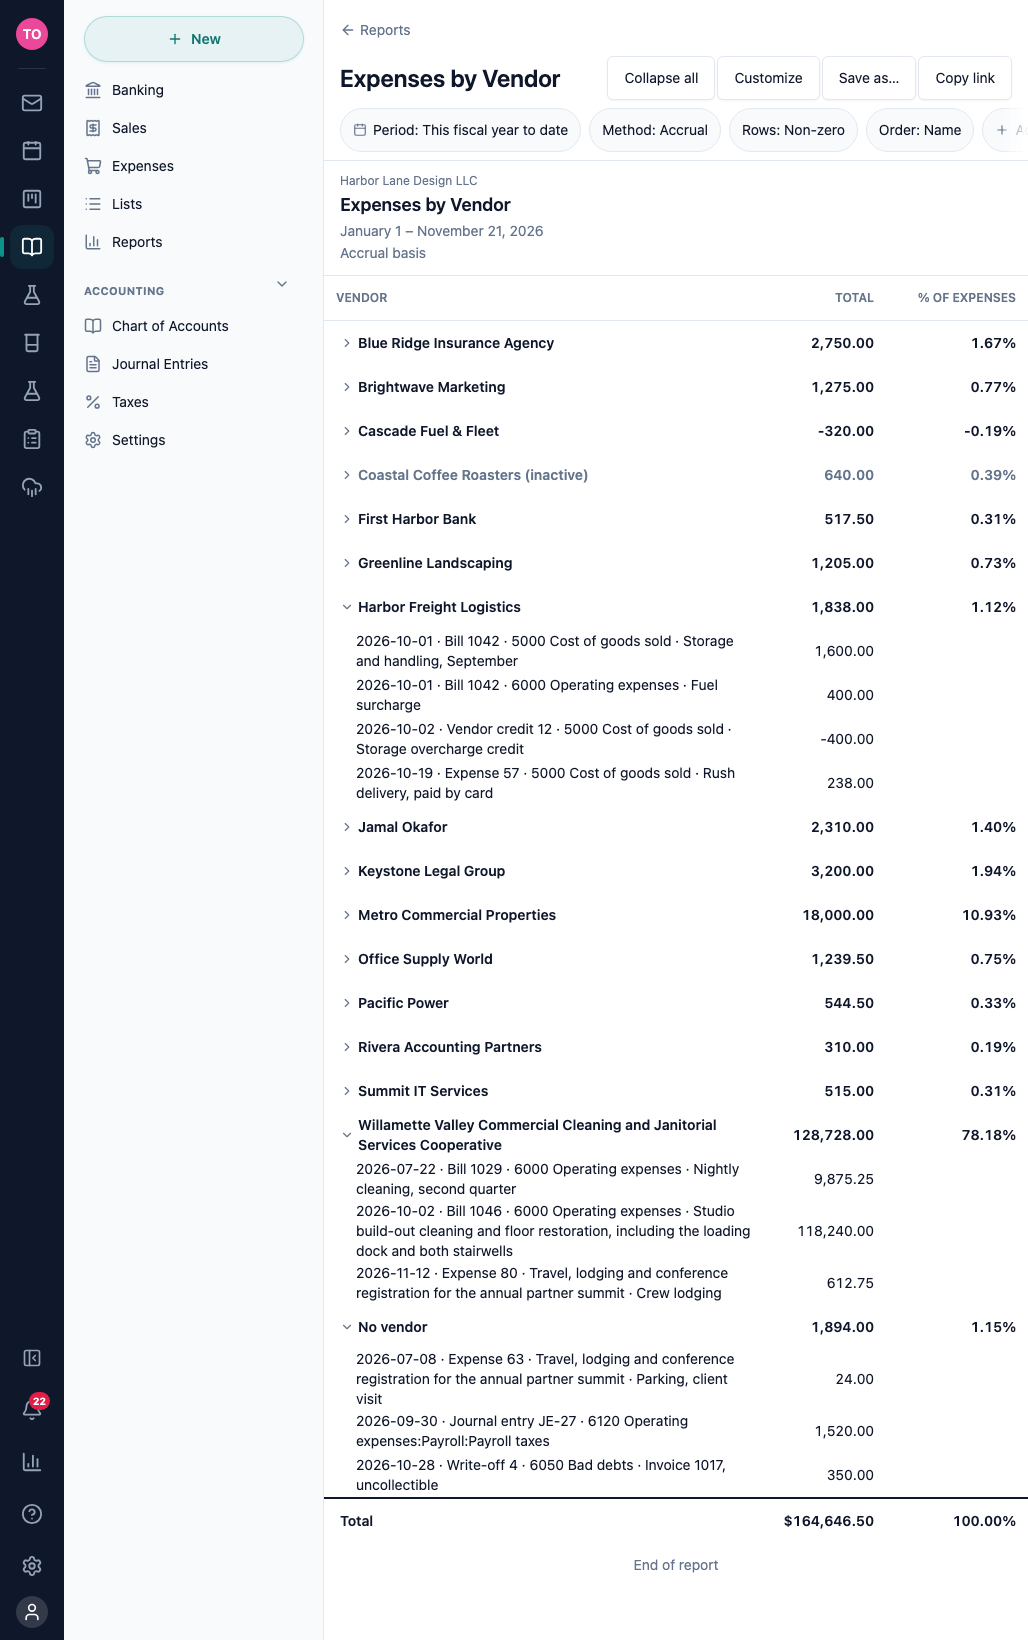 TO
New
Banking
Sales
Expenses
Lists
Reports
ACCOUNTING
Chart of Accounts
Journal Entries
Taxes
Settings
22
Reports
Expenses by Vendor
Collapse all
Customize
Save as...
Copy link
Period: This fiscal year to date
Method: Accrual
Rows: Non-zero
Order: Name
Harbor Lane Design LLC
Expenses by Vendor
January 1 – November 21, 2026
Accrual basis
VENDOR TOTAL % OF EXPENSES
Blue Ridge Insurance Agency 2,750.00 1.67%
Brightwave Marketing 1,275.00 0.77%
Cascade Fuel & Fleet -320.00 -0.19%
Coastal Coffee Roasters (inactive) 640.00 0.39%
First Harbor Bank 517.50 0.31%
Greenline Landscaping 1,205.00 0.73%
Harbor Freight Logistics 1,838.00 1.12%
2026-10-01 · Bill 1042 · 5000 Cost of goods sold · Storage
and handling, September
1,600.00
2026-10-01 · Bill 1042 · 6000 Operating expenses · Fuel
surcharge
400.00
2026-10-02 · Vendor credit 12 · 5000 Cost of goods sold ·
Storage overcharge credit
-400.00
2026-10-19 · Expense 57 · 5000 Cost of goods sold · Rush
delivery, paid by card
238.00
Jamal Okafor 2,310.00 1.40%
Keystone Legal Group 3,200.00 1.94%
Metro Commercial Properties 18,000.00 10.93%
Office Supply World 1,239.50 0.75%
Pacific Power 544.50 0.33%
Rivera Accounting Partners 310.00 0.19%
Summit IT Services 515.00 0.31%
Willamette Valley Commercial Cleaning and Janitorial
Services Cooperative
128,728.00 78.18%
2026-07-22 · Bill 1029 · 6000 Operating expenses · Nightly
cleaning, second quarter
9,875.25
2026-10-02 · Bill 1046 · 6000 Operating expenses · Studio
build-out cleaning and floor restoration, including the loading
dock and both stairwells
118,240.00
2026-11-12 · Expense 80 · Travel, lodging and conference
registration for the annual partner summit · Crew lodging
612.75
No vendor 1,894.00 1.15%
2026-07-08 · Expense 63 · Travel, lodging and conference
registration for the annual partner summit · Parking, client
visit
24.00
2026-09-30 · Journal entry JE-27 · 6120 Operating
expenses:Payroll:Payroll taxes
1,520.00
2026-10-28 · Write-off 4 · 6050 Bad debts · Invoice 1017,
uncollectible
350.00
Total $164,646.50 100.00%
End of report